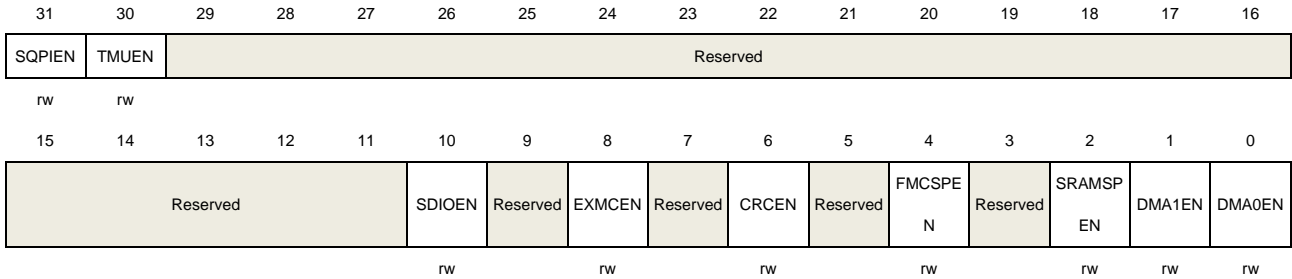 31 30 29 28 27 26 25 24 23 22 21 20 19 18 17 16
SQPIEN TMUEN Reserved
rw rw
15 14 13 12 11 10 9 8 7 6 5 4 3 2 1 0
Reserved SDIOEN Reserved EXMCEN Reserved CRCEN Reserved FMCSPE Reserved SRAMSP DMA1EN DMA0EN
N EN
rw rw rw rw rw rw rw